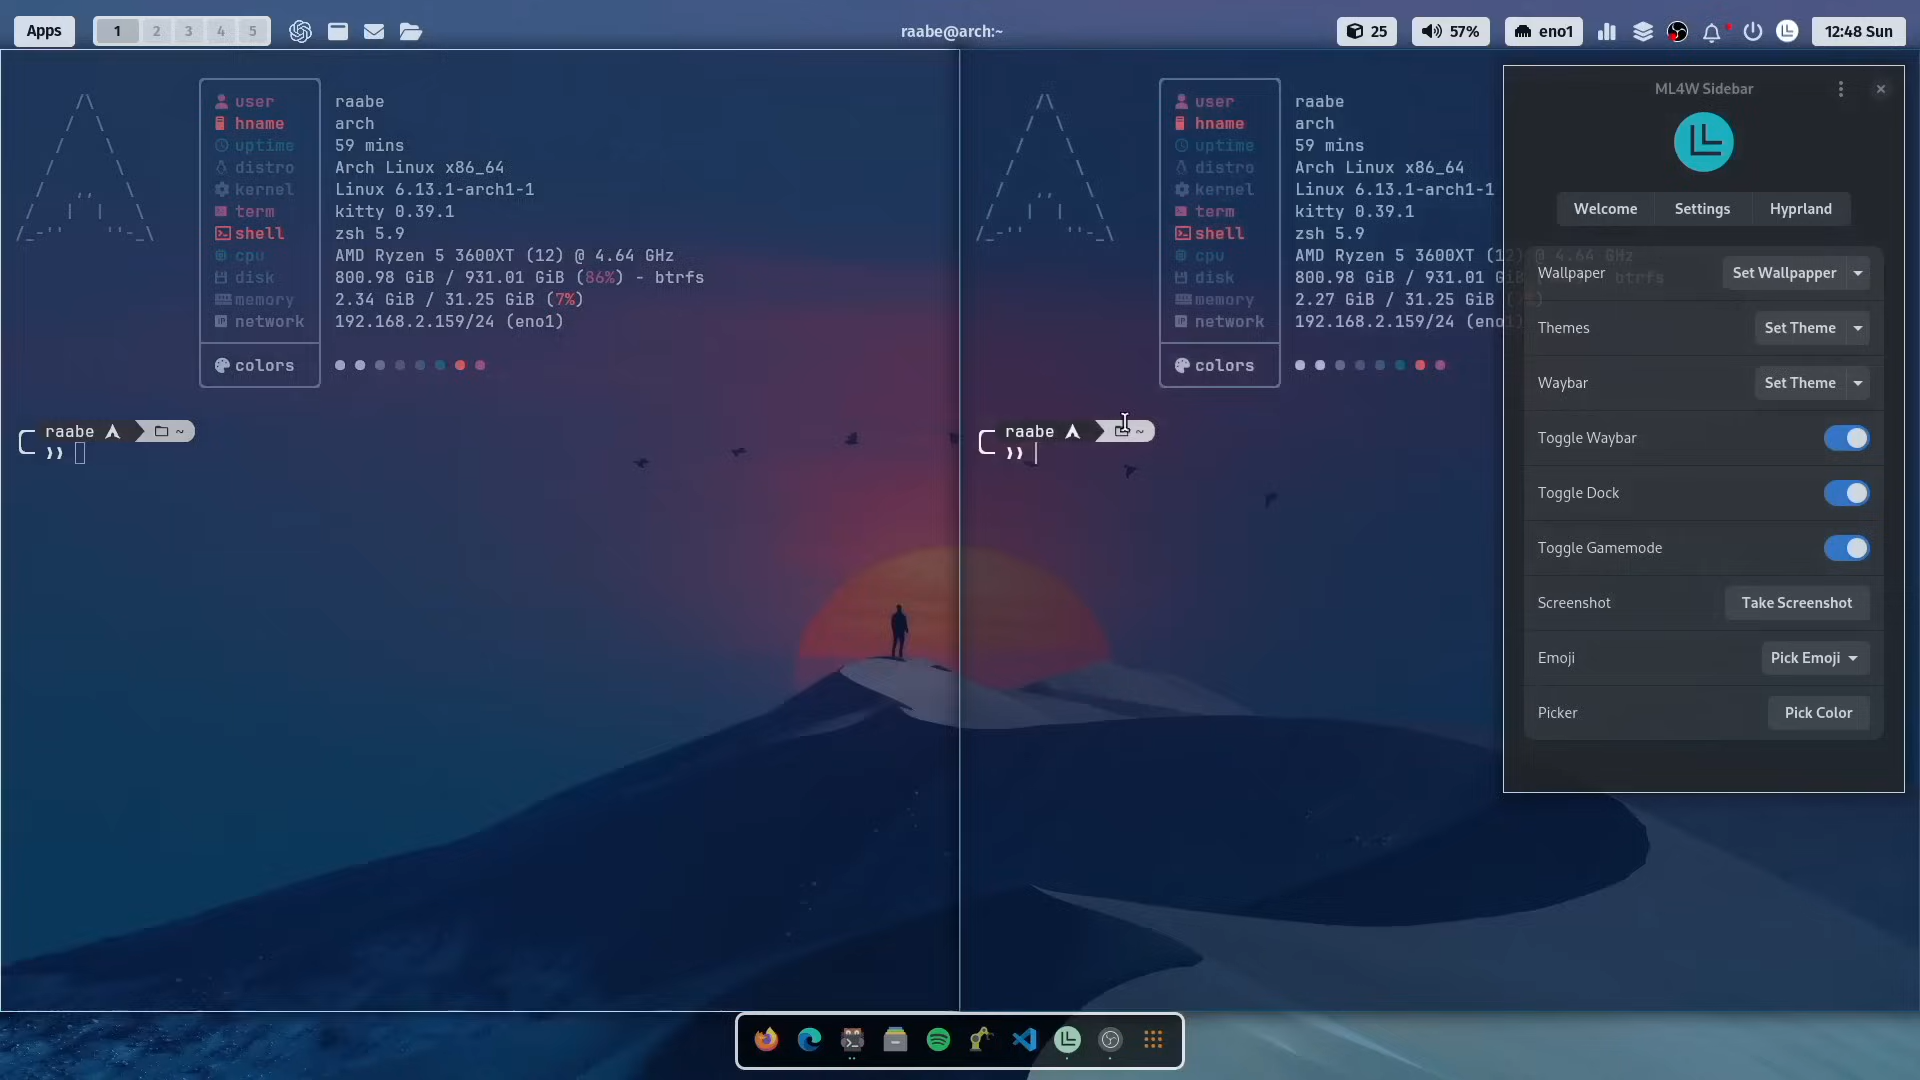 Apps 1 2 3 4 5
raabe@arch:~
25 57% eno1 12:48 Sun
/\
/ \
/ \
/ \
/ ,, \
/ | | \
/_-'' ''-_\
user raabe
hname arch
uptime 59 mins
distro Arch Linux x86_64
kernel Linux 6.13.1-arch1-1
term kitty 0.39.1
shell zsh 5.9
cpu AMD Ryzen 5 3600XT (12) @ 4.64 GHz
disk 800.98 GiB / 931.01 GiB (86%) - btrfs
memory 2.34 GiB / 31.25 GiB (7%)
network 192.168.2.159/24 (eno1)
colors
raabe ~
❫❫
/\
/ \
/ \
/ \
/ ,, \
/ | | \
/_-'' ''-_\
user raabe
hname arch
uptime 59 mins
distro Arch Linux x86_64
kernel Linux 6.13.1-arch1-1
term kitty 0.39.1
shell zsh 5.9
cpu AMD Ryzen 5 3600XT (12) @ 4.64 GHz
disk 800.98 GiB / 931.01 GiB btrfs
memory 2.27 GiB / 31.25 GiB
network 192.168.2.159/24 (eno1)
colors
raabe ~
❫❫
ML4W Sidebar
Welcome Settings Hyprland
Wallpaper Set Wallpapper
Themes Set Theme
Waybar Set Theme
Toggle Waybar
Toggle Dock
Toggle Gamemode
Screenshot Take Screenshot
Emoji Pick Emoji
Picker Pick Color